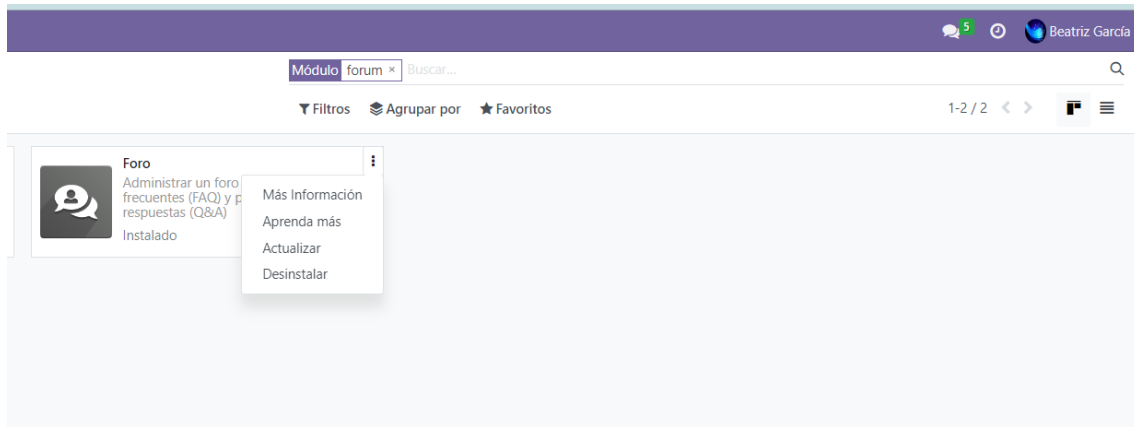 5 Beatriz García
Módulo forum × Buscar...
Filtros Agrupar por Favoritos 1-2 / 2
Foro
Administrar un foro
frecuentes (FAQ) y p
respuestas (Q&A)
Instalado
Más Información
Aprenda más
Actualizar
Desinstalar